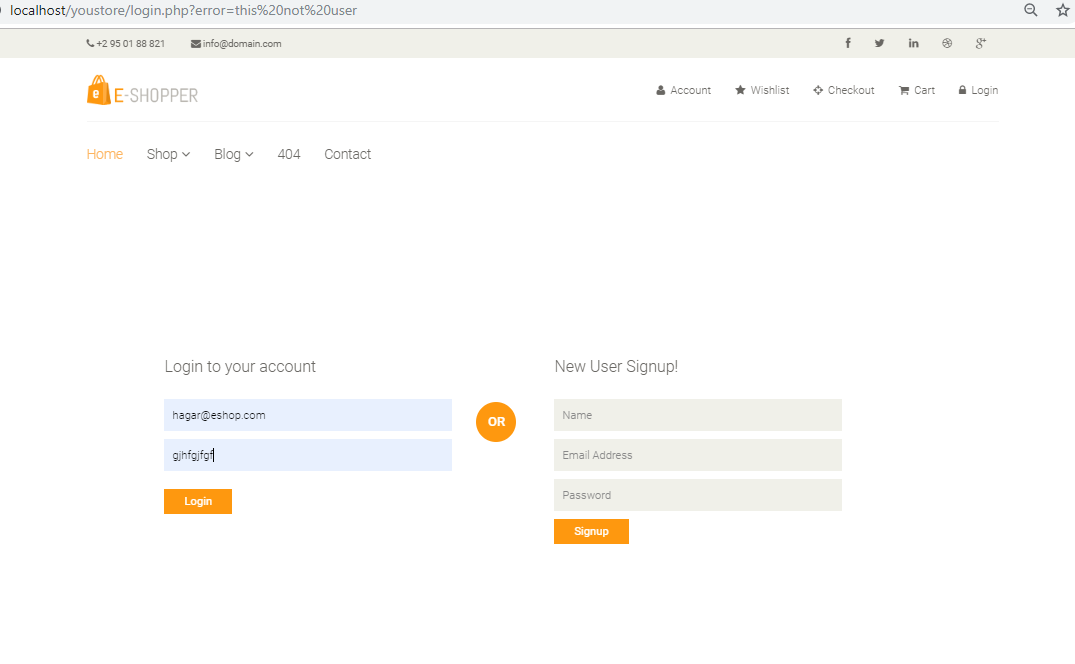 localhost/youstore/login.php?error=this%20not%20user
+2 95 01 88 821 info@domain.com
E-SHOPPER
Account Wishlist Checkout Cart Login
Home Shop Blog 404 Contact
Login to your account
hagar@eshop.com
gjhfgjfgf
Login
OR
New User Signup!
Name
Email Address
Password
Signup